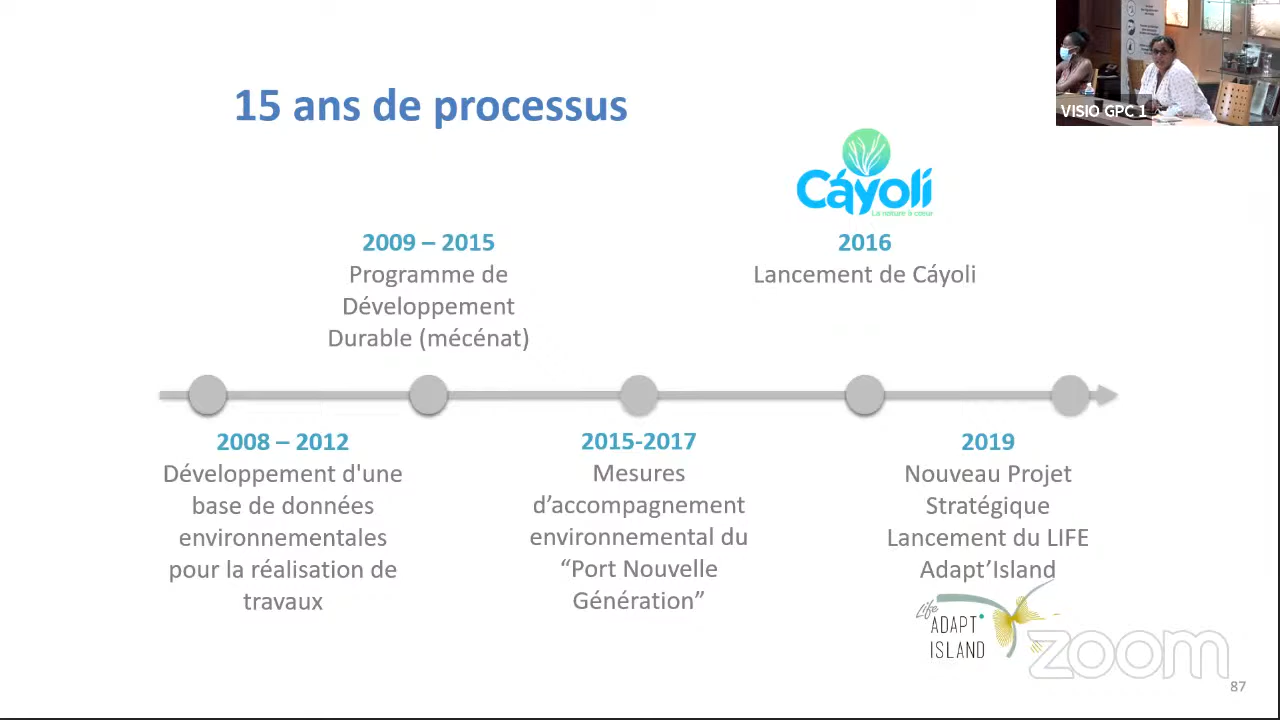 15 ans de processus
VISIO GPC 1
Cáyolí
La nature à cœur
2009 – 2015
Programme de
Développement
Durable (mécénat)
2016
Lancement de Cáyoli
2008 – 2012
Développement d'une
base de données
environnementales
pour la réalisation de
travaux
2015-2017
Mesures
d’accompagnement
environnemental du
“Port Nouvelle
Génération”
2019
Nouveau Projet
Stratégique
Lancement du LIFE
Adapt’Island
Life
ADAPT
ISLAND
zoom
87